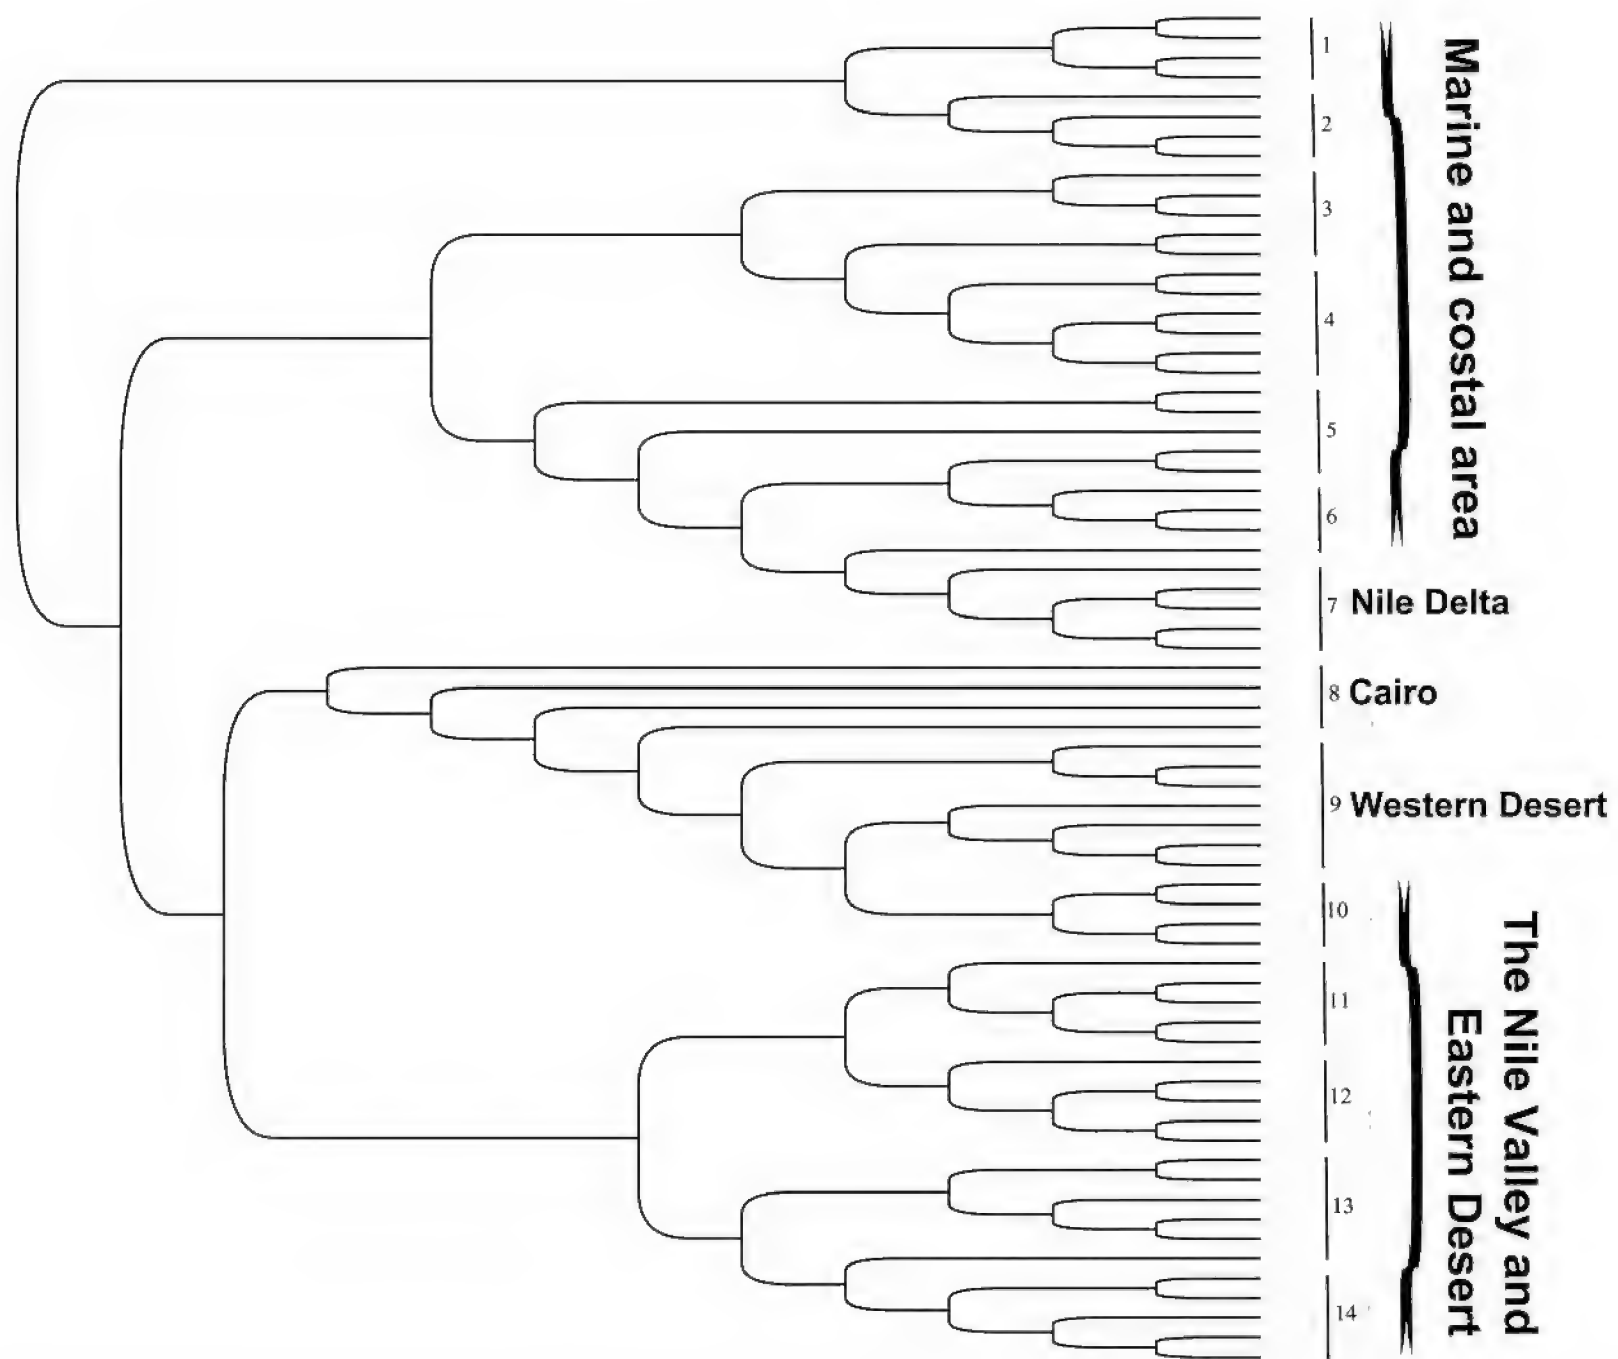 1
2
3
4
5
6
Marine and costal area
7 Nile Delta
8 Cairo
9 Western Desert
10
11
12
13
14
The Nile Valley and
Eastern Desert